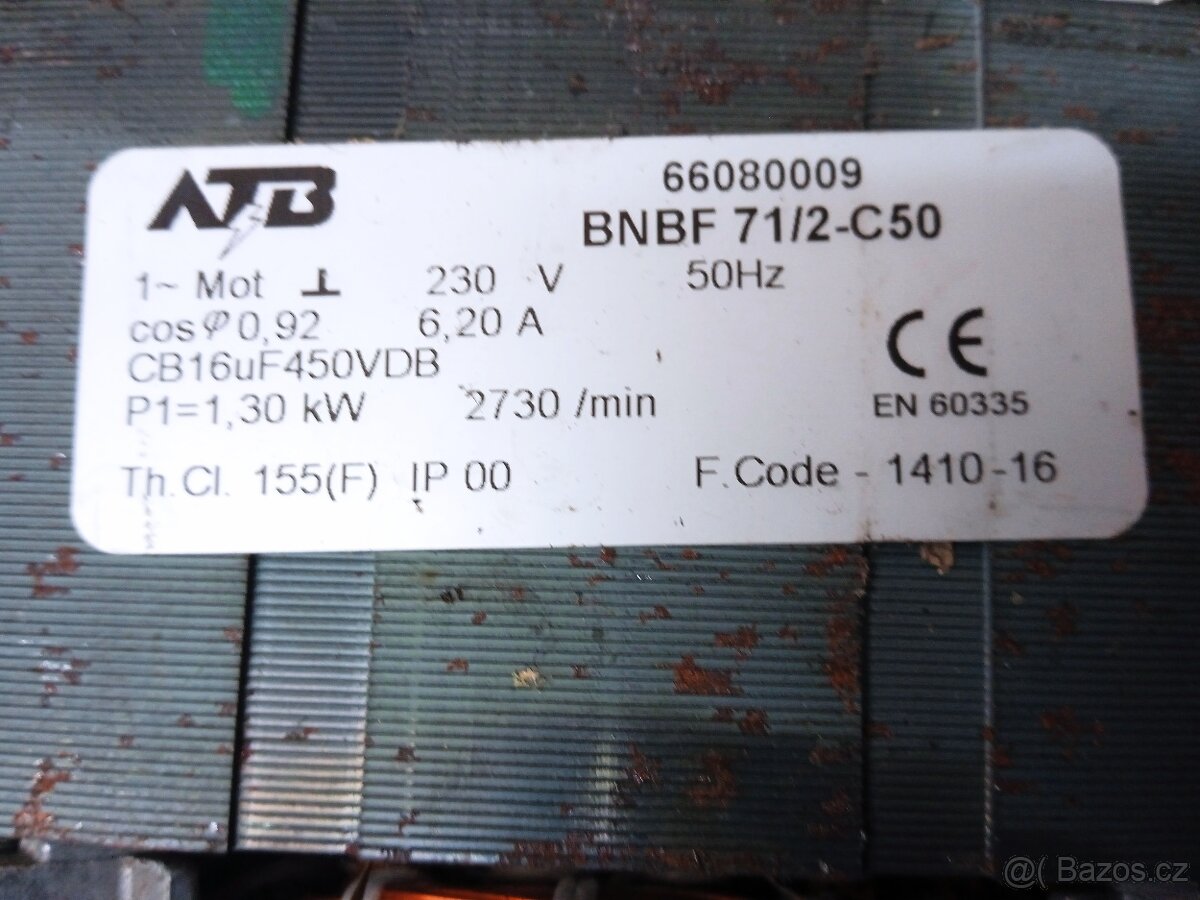 ATB
66080009
BNBF 71/2-C50
1~ Mot ⊥ 230 V 50Hz
cos φ 0,92 6,20 A
CB16uF450VDB
CE
P1=1,30 kW 2730 /min
EN 60335
Th.Cl. 155(F) IP 00 F.Code - 1410-16
@( Bazos.cz